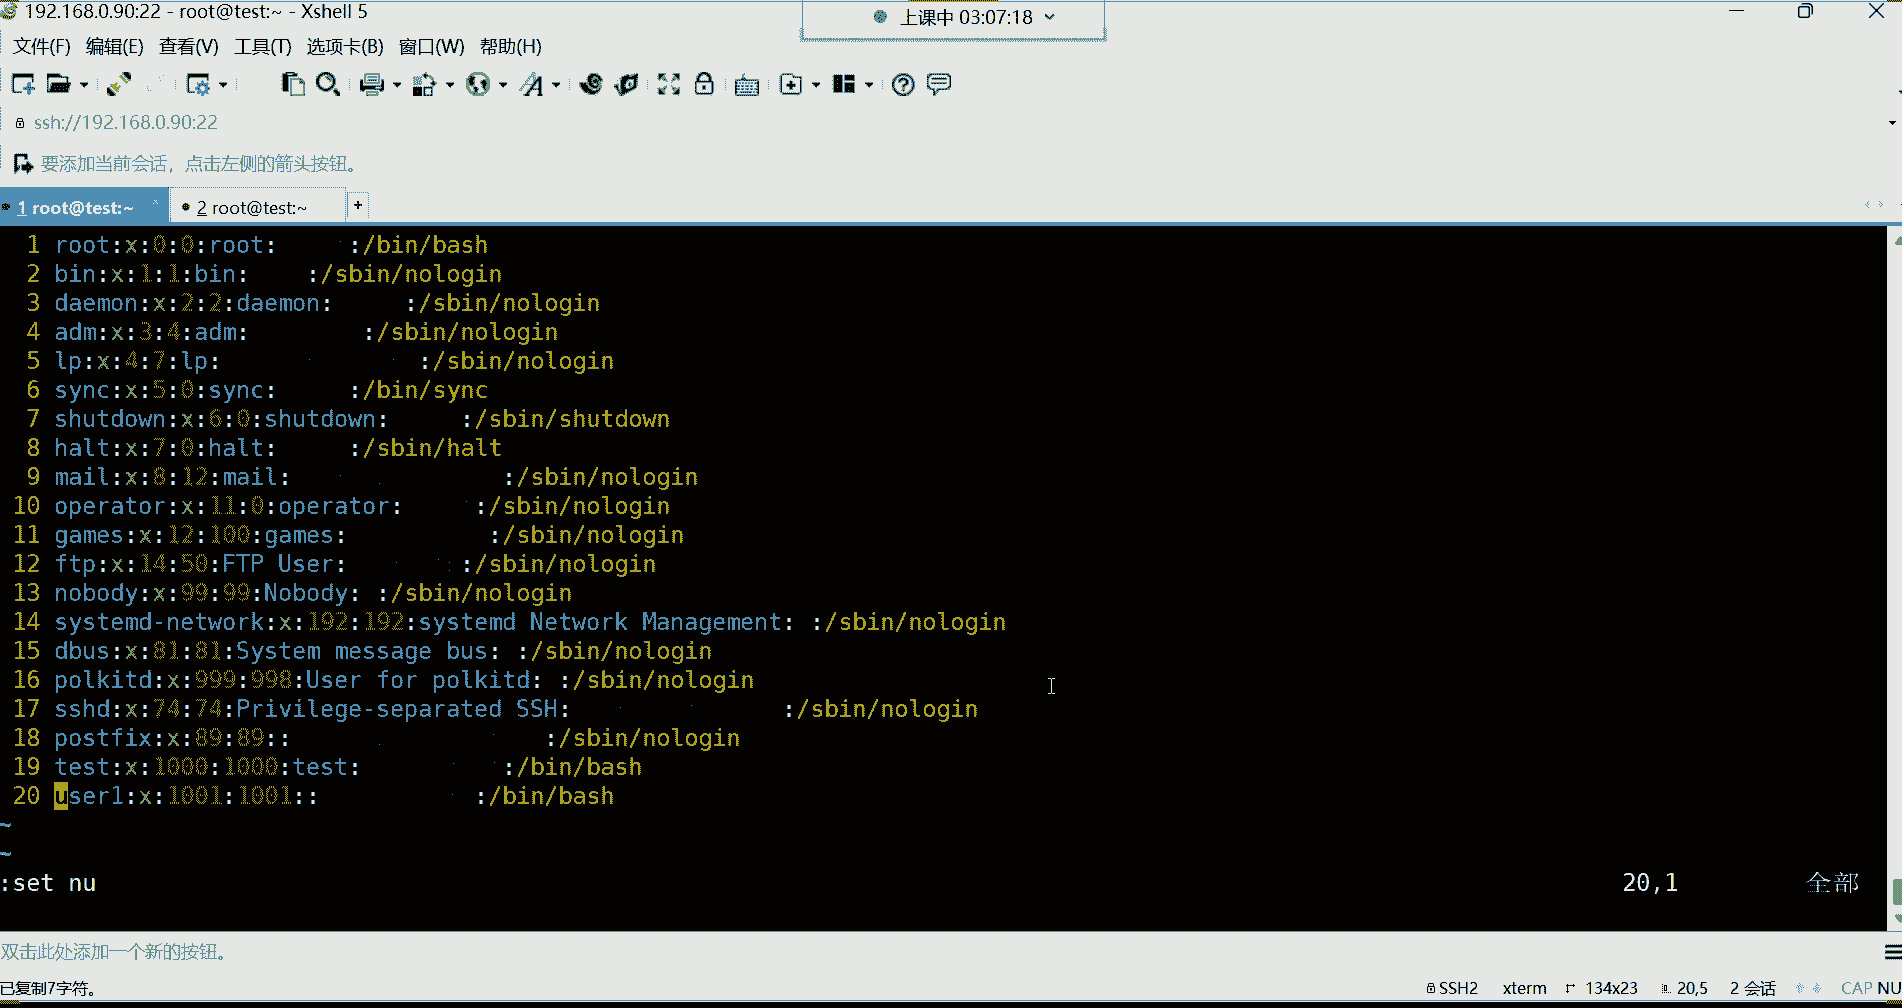 192.168.0.90:22 - root@test:~ - Xshell 5
上课中 03:07:18
文件(F) 编辑(E) 查看(V) 工具(T) 选项卡(B) 窗口(W) 帮助(H)
ssh://192.168.0.90:22
要添加当前会话，点击左侧的箭头按钮。
1 root@test:~ 2 root@test:~ +
1 root:x:0:0:root: :/bin/bash
2 bin:x:1:1:bin: :/sbin/nologin
3 daemon:x:2:2:daemon: :/sbin/nologin
4 adm:x:3:4:adm: :/sbin/nologin
5 lp:x:4:7:lp: :/sbin/nologin
6 sync:x:5:0:sync: :/bin/sync
7 shutdown:x:6:0:shutdown: :/sbin/shutdown
8 halt:x:7:0:halt: :/sbin/halt
9 mail:x:8:12:mail: :/sbin/nologin
10 operator:x:11:0:operator: :/sbin/nologin
11 games:x:12:100:games: :/sbin/nologin
12 ftp:x:14:50:FTP User: :/sbin/nologin
13 nobody:x:99:99:Nobody: :/sbin/nologin
14 systemd-network:x:192:192:systemd Network Management: :/sbin/nologin
15 dbus:x:81:81:System message bus: :/sbin/nologin
16 polkitd:x:999:998:User for polkitd: :/sbin/nologin
17 sshd:x:74:74:Privilege-separated SSH: :/sbin/nologin
18 postfix:x:89:89:: :/sbin/nologin
19 test:x:1000:1000:test: :/bin/bash
20 user1:x:1001:1001:: :/bin/bash
~
~
:set nu 20,1 全部
双击此处添加一个新的按钮。
已复制7字符。 SSH2 xterm 134x23 20,5 2 会话 CAP NU